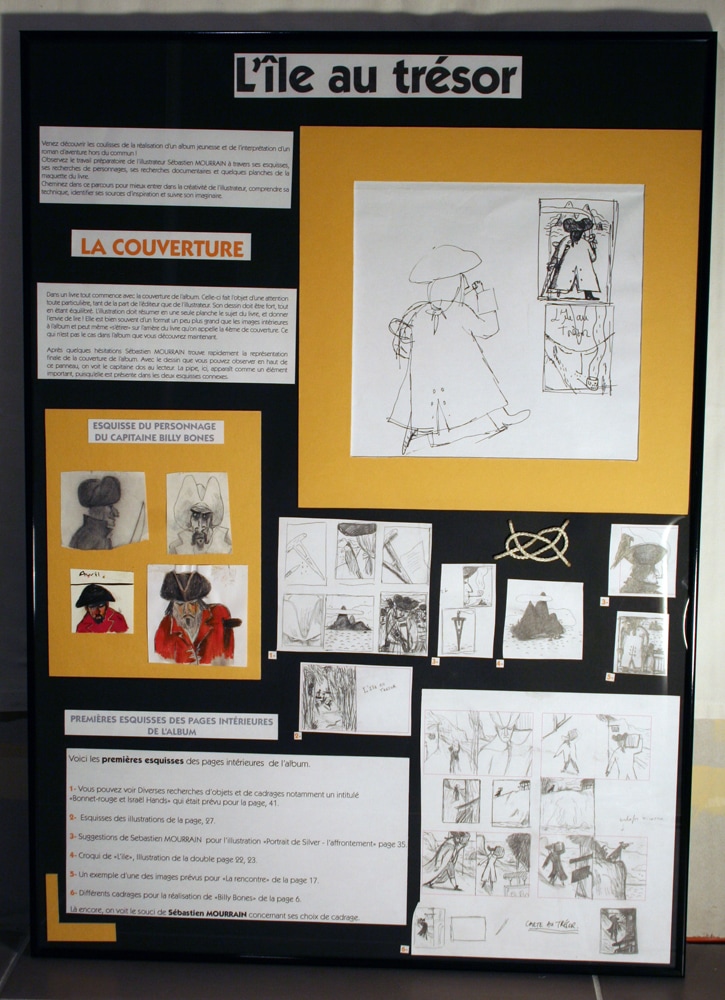 L'île au trésor
Venez découvrir les coulisses de la réalisation d'un album jeunesse et de l'interprétation d'un
roman d'aventure hors du commun !
Observez le travail préparatoire de l'illustrateur Sébastien MOURRAIN à travers ses esquisses,
ses recherches de personnages, ses recherches documentaires et quelques planches de la
maquette du livre.
Cheminez dans ce parcours pour mieux entrer dans la créativité de l'illustrateur, comprendre sa
technique, identifier ses sources d'inspiration et suivre son imaginaire.
LA COUVERTURE
Dans un livre tout commence avec la couverture de l'album. Celle-ci fait l'objet d'une attention
toute particulière, tant de la part de l'éditeur que de l'illustrateur. Son dessin doit être fort, tout
en étant équilibré. L'illustration doit résumer en une seule planche le sujet du livre, et donner
l'envie de lire ! Elle est bien souvent d'un format un peu plus grand que les images intérieures
à l'album et peut même «s'étirer» sur l'arrière du livre qu'on appelle la 4ème de couverture. Ce
qui n'est pas le cas dans l'album que vous découvrez maintenant.
Après quelques hésitations Sébastien MOURRAIN trouve rapidement la représentation
finale de la couverture de l'album. Avec le dessin que vous pouvez observer en haut de
ce panneau, on voit le capitaine dos au lecteur. La pipe, ici, apparaît comme un élément
important, puisqu'elle est présente dans les deux esquisses connexes.
L'île au
Trésor
ESQUISSE DU PERSONNAGE
DU CAPITAINE BILLY BONES
Avril.
1-
3-
4-
3-
5-
L'île au
Trésor
2-
PREMIÈRES ESQUISSES DES PAGES INTÉRIEURES
DE L'ALBUM
Voici les premières esquisses des pages intérieures de l'album.
1- Vous pouvez voir Diverses recherches d'objets et de cadrages notamment un intitulé
«Bonnet-rouge et Israël Hands» qui était prévu pour la page, 41.
2- Esquisses des illustrations de la page, 27.
3- Suggestions de Sebastien MOURRAIN pour l'illustration «Portrait de Silver - l'affrontement» page 35.
4- Croqui de «L'île», Illustration de la double page 22, 23.
5- Un exemple d'une des images prévus pour «La rencontre» de la page 17.
6- Différents cadrages pour la réalisation de «Billy Bones» de la page 6.
Là encore, on voit le souci de Sébastien MOURRAIN concernant ses choix de cadrage.
CARTE AU TRÉSOR
6-